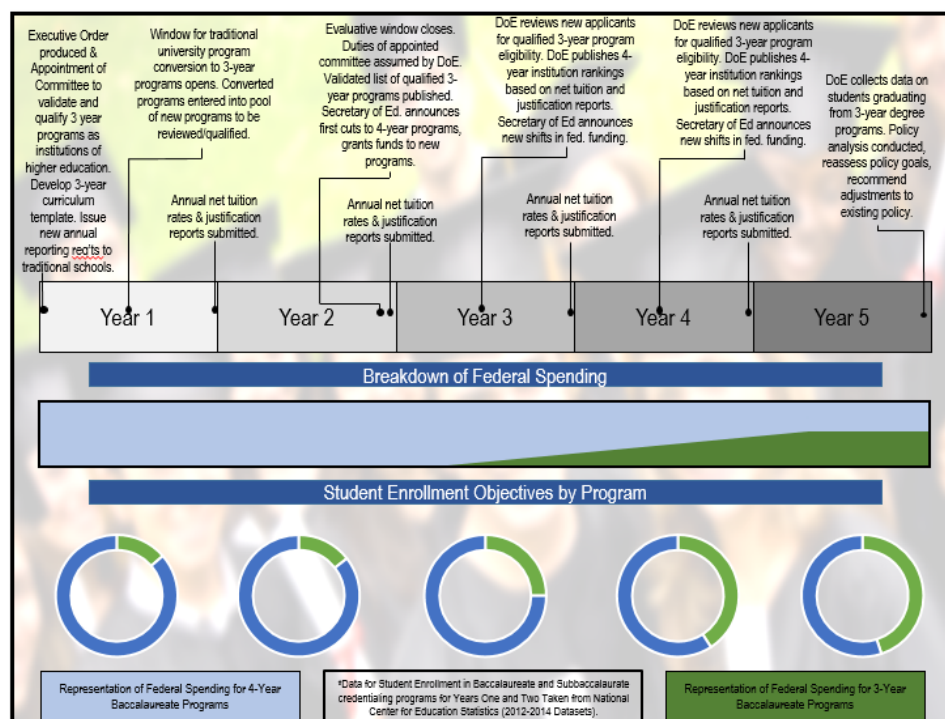 Executive Order
produced &
Appointment of
Committee to
validate and
qualify 3 year
programs as
institutions of
higher education.
Develop 3-year
curriculum
template. Issue
new annual
reporting req'ts to
traditional schools.
Window for traditional
university program
conversion to 3-year
programs opens. Converted
programs entered into pool
of new programs to be
reviewed/qualified.
Annual net tuition
rates & justification
reports submitted.
Evaluative window closes.
Duties of appointed
committee assumed by DoE.
Validated list of qualified 3-
year programs published.
Secretary of Ed. announces
first cuts to 4-year programs,
grants funds to new
programs.
Annual net tuition
rates & justification
reports submitted.
DoE reviews new applicants
for qualified 3-year program
eligibility. DoE publishes 4-
year institution rankings
based on net tuition and
justification reports.
Secretary of Ed announces
new shifts in fed. funding.
Annual net tuition
rates & justification
reports submitted.
DoE reviews new applicants
for qualified 3-year program
eligibility. DoE publishes 4-
year institution rankings
based on net tuition and
justification reports.
Secretary of Ed announces
new shifts in fed. funding.
Annual net tuition
rates & justification
reports submitted.
DoE collects data on
students graduating
from 3-year degree
programs. Policy
analysis conducted,
reassess policy goals,
recommend
adjustments to
existing policy.
Year 1
Year 2
Year 3
Year 4
Year 5
Breakdown of Federal Spending
Student Enrollment Objectives by Program
Representation of Federal Spending for 4-Year
Baccalaureate Programs
*Data for Student Enrollment in Baccalaureate and Subbaccalaurate
credentialing programs for Years One and Two Taken from National
Center for Education Statistics (2012-2014 Datasets).
Representation of Federal Spending for 3-Year
Baccalaureate Programs